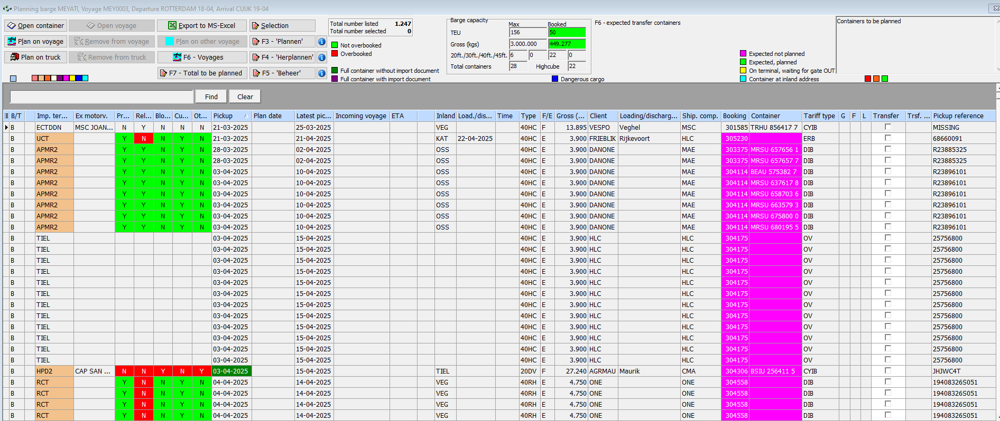 Planning barge MEYATI, Voyage MEY0003, Departure ROTTERDAM 18-04, Arrival CUIJK 19-04
Open container Open voyage Export to MS-Excel Selection
Plan on voyage Remove from voyage Plan on other voyage F3 - 'Plannen'
Plan on truck Remove from truck F6 - Voyages F4 - 'Herplannen'
F7 - Total to be planned F5 - 'Beheer'
Total number listed 1.247
Total number selected 0
Not overbooked
Overbooked
Full container without import document
Full container with import document
Barge capacity
Max Booked
TEU 156 50
Gross (kgs) 3.000.000 449.277
20ft./30ft./40ft./45ft. 6 0 22 0
Total containers 28 Highcube 22
Dangerous cargo
F6 - expected transfer containers
Expected not planned
Expected, planned
On terminal, waiting for gate OUT
Container at inland address
Containers to be planned
Find Clear
B/T Imp. ter... Ex motorv. Pr... Rel... Blo... Cu... Ot... Pickup Plan date Latest pic... Incoming voyage ETA Inland Load./dis... Time Type F/E Gross (... Client Loading/discharg... Ship. comp. Booking Container Tariff type G F L Transfer Trsf. ... Pickup reference
B ECTDDN MSC JOAN... N Y N N N 21-03-2025 25-03-2025 VEG 40HC F 13.895 VESPO Veghel MSC 301585 TRHU 856417 7 CYIB MISSING
B UCT Y N N Y N 21-03-2025 21-04-2025 KAT 22-04-2025 40HC E 3.900 FRIEBLIK Rijkevoort HLC 305230 ERB 68660091
B APMR2 Y Y N Y N 28-03-2025 02-04-2025 OSS 40HC E 3.900 DANONE MAE 303375 MRSU 657656 1 DIB R23885325
B APMR2 Y Y N Y N 28-03-2025 02-04-2025 OSS 40HC E 3.900 DANONE MAE 303375 MRSU 657657 7 DIB R23885325
B APMR2 Y Y N Y N 03-04-2025 10-04-2025 OSS 40HC E 3.900 DANONE MAE 304114 BEAU 575382 7 DIB R23896101
B APMR2 Y Y N Y N 03-04-2025 10-04-2025 OSS 40HC E 3.900 DANONE MAE 304114 MRSU 637617 8 DIB R23896101
B APMR2 Y Y N Y N 03-04-2025 10-04-2025 OSS 40HC E 3.900 DANONE MAE 304114 MRSU 658703 6 DIB R23896101
B APMR2 Y Y N Y N 03-04-2025 10-04-2025 OSS 40HC E 3.900 DANONE MAE 304114 MRSU 663579 3 DIB R23896101
B APMR2 Y Y N Y N 03-04-2025 10-04-2025 OSS 40HC E 3.900 DANONE MAE 304114 MRSU 675800 0 DIB R23896101
B APMR2 Y Y N Y N 03-04-2025 10-04-2025 OSS 40HC E 3.900 DANONE MAE 304114 MRSU 680195 5 DIB R23896101
B TIEL 03-04-2025 15-04-2025 40HC E 3.900 HLC HLC 304175 OV 25756800
B TIEL 03-04-2025 15-04-2025 40HC E 3.900 HLC HLC 304175 OV 25756800
B TIEL 03-04-2025 15-04-2025 40HC E 3.900 HLC HLC 304175 OV 25756800
B TIEL 03-04-2025 15-04-2025 40HC E 3.900 HLC HLC 304175 OV 25756800
B TIEL 03-04-2025 15-04-2025 40HC E 3.900 HLC HLC 304175 OV 25756800
B TIEL 03-04-2025 15-04-2025 40HC E 3.900 HLC HLC 304175 OV 25756800
B TIEL 03-04-2025 15-04-2025 40HC E 3.900 HLC HLC 304175 OV 25756800
B TIEL 03-04-2025 15-04-2025 40HC E 3.900 HLC HLC 304175 OV 25756800
B TIEL 03-04-2025 15-04-2025 40HC E 3.900 HLC HLC 304175 OV 25756800
B TIEL 03-04-2025 15-04-2025 40HC E 3.900 HLC HLC 304175 OV 25756800
B TIEL 03-04-2025 15-04-2025 40HC E 3.900 HLC HLC 304175 OV 25756800
B TIEL 03-04-2025 15-04-2025 40HC E 3.900 HLC HLC 304175 OV 25756800
B HPD2 CAP SAN ... N N Y N Y 03-04-2025 15-04-2025 TIEL 20DV F 27.240 AGRMAU Maurik CMA 304306 BSIU 256411 5 CYIB JHJWC4T
B RCT Y N N Y N 04-04-2025 14-04-2025 VEG 40RH E 4.750 ONE ONE 304558 DIB 19408326S051
B RCT Y N N Y N 04-04-2025 14-04-2025 VEG 40RH E 4.750 ONE ONE 304558 DIB 19408326S051
B RCT Y N N Y N 04-04-2025 14-04-2025 VEG 40RH E 4.750 ONE ONE 304558 DIB 19408326S051
B RCT Y N N Y N 04-04-2025 14-04-2025 VEG 40RH E 4.750 ONE ONE 304558 DIB 19408326S051